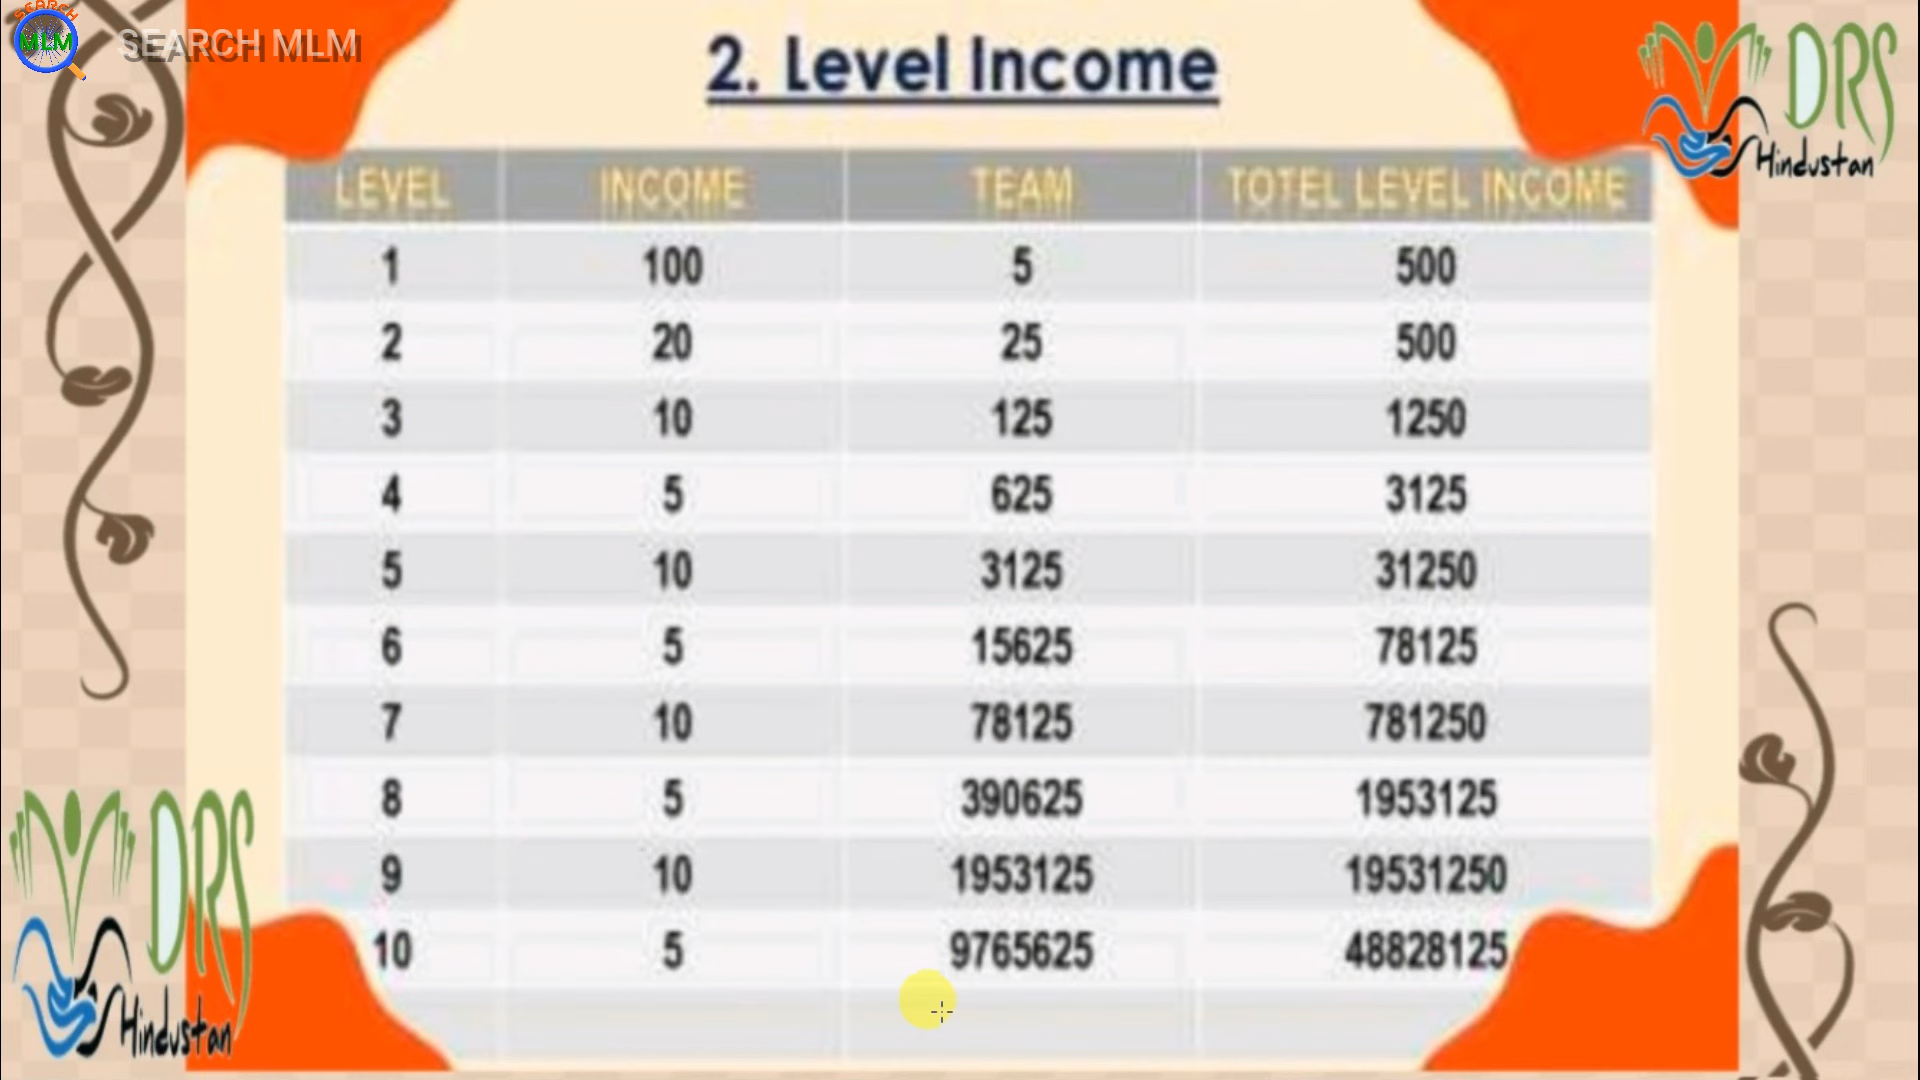 SEARCH
MLM
SEARCH MLM
2. Level Income
DRS
Hindustan
LEVEL INCOME TEAM TOTEL LEVEL INCOME
1 100 5 500
2 20 25 500
3 10 125 1250
4 5 625 3125
5 10 3125 31250
6 5 15625 78125
7 10 78125 781250
8 5 390625 1953125
9 10 1953125 19531250
10 5 9765625 48828125
DRS
Hindustan